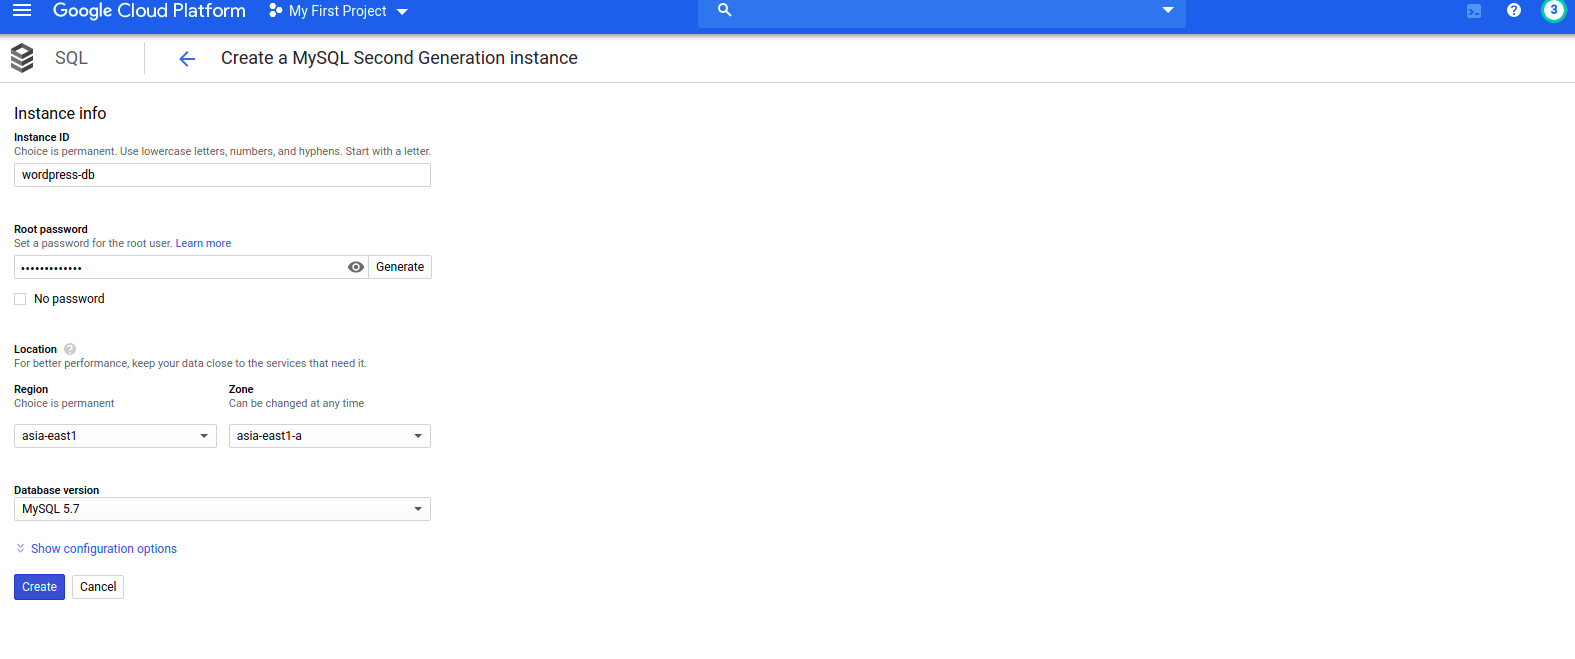 Google Cloud Platform My First Project 3
SQL Create a MySQL Second Generation instance
Instance info
Instance ID
Choice is permanent. Use lowercase letters, numbers, and hyphens. Start with a letter.
wordpress-db
Root password
Set a password for the root user. Learn more
••••••••••••• Generate
No password
Location
For better performance, keep your data close to the services that need it.
Region Zone
Choice is permanent Can be changed at any time
asia-east1 asia-east1-a
Database version
MySQL 5.7
Show configuration options
Create Cancel